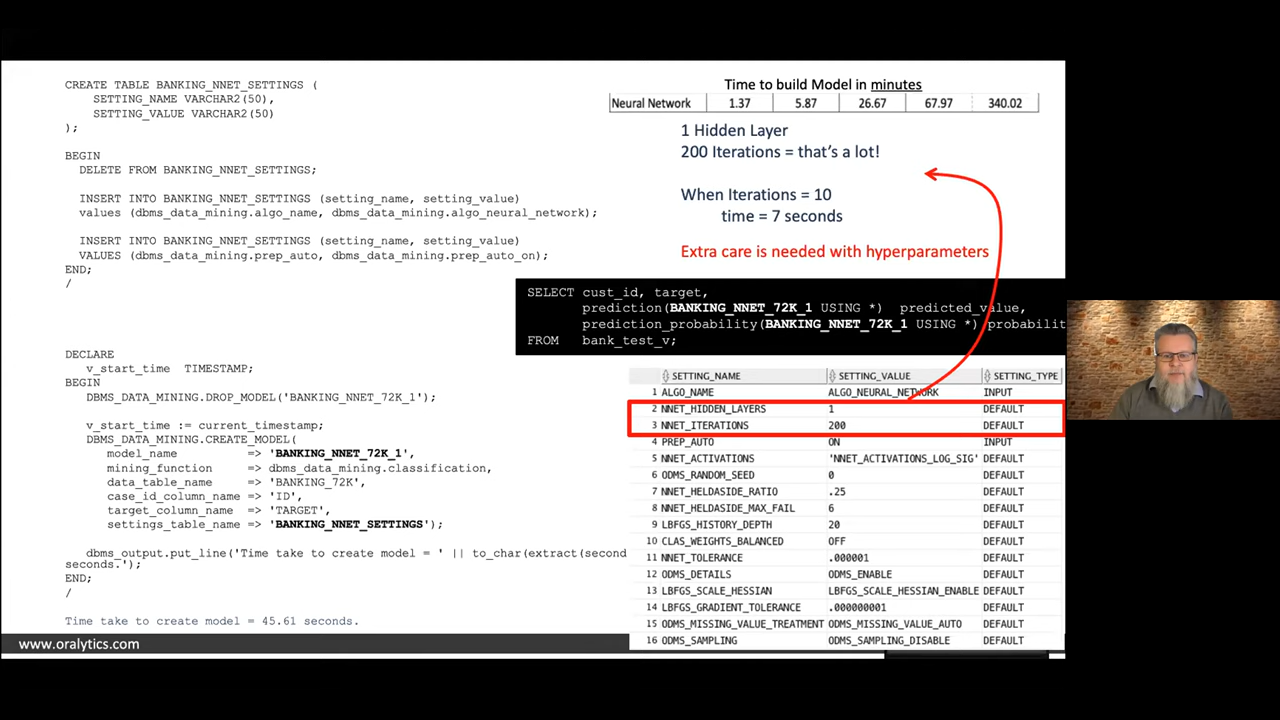 CREATE TABLE BANKING_NNET_SETTINGS (
SETTING_NAME VARCHAR2(50),
SETTING_VALUE VARCHAR2(50)
);
BEGIN
DELETE FROM BANKING_NNET_SETTINGS;
INSERT INTO BANKING_NNET_SETTINGS (setting_name, setting_value)
values (dbms_data_mining.algo_name, dbms_data_mining.algo_neural_network);
INSERT INTO BANKING_NNET_SETTINGS (setting_name, setting_value)
VALUES (dbms_data_mining.prep_auto, dbms_data_mining.prep_auto_on);
END;
/
DECLARE
v_start_time TIMESTAMP;
BEGIN
DBMS_DATA_MINING.DROP_MODEL('BANKING_NNET_72K_1');
v_start_time := current_timestamp;
DBMS_DATA_MINING.CREATE_MODEL(
model_name => 'BANKING_NNET_72K_1',
mining_function => dbms_data_mining.classification,
data_table_name => 'BANKING_72K',
case_id_column_name => 'ID',
target_column_name => 'TARGET',
settings_table_name => 'BANKING_NNET_SETTINGS');
dbms_output.put_line('Time take to create model = ' || to_char(extract(second
seconds.');
END;
/
Time take to create model = 45.61 seconds.
www.oralytics.com
Time to build Model in minutes
Neural Network 1.37 5.87 26.67 67.97 340.02
1 Hidden Layer
200 Iterations = that's a lot!
When Iterations = 10
time = 7 seconds
Extra care is needed with hyperparameters
SELECT cust_id, target,
prediction(BANKING_NNET_72K_1 USING *) predicted_value,
prediction_probability(BANKING_NNET_72K_1 USING *) probabilit
FROM bank_test_v;
SETTING_NAME SETTING_VALUE SETTING_TYPE
1 ALGO_NAME ALGO_NEURAL_NETWORK INPUT
2 NNET_HIDDEN_LAYERS 1 DEFAULT
3 NNET_ITERATIONS 200 DEFAULT
4 PREP_AUTO ON INPUT
5 NNET_ACTIVATIONS 'NNET_ACTIVATIONS_LOG_SIG' DEFAULT
6 ODMS_RANDOM_SEED 0 DEFAULT
7 NNET_HELDASIDE_RATIO .25 DEFAULT
8 NNET_HELDASIDE_MAX_FAIL 6 DEFAULT
9 LBFGS_HISTORY_DEPTH 20 DEFAULT
10 CLAS_WEIGHTS_BALANCED OFF DEFAULT
11 NNET_TOLERANCE .000001 DEFAULT
12 ODMS_DETAILS ODMS_ENABLE DEFAULT
13 LBFGS_SCALE_HESSIAN LBFGS_SCALE_HESSIAN_ENABLE DEFAULT
14 LBFGS_GRADIENT_TOLERANCE .000000001 DEFAULT
15 ODMS_MISSING_VALUE_TREATMENT ODMS_MISSING_VALUE_AUTO DEFAULT
16 ODMS_SAMPLING ODMS_SAMPLING_DISABLE DEFAULT